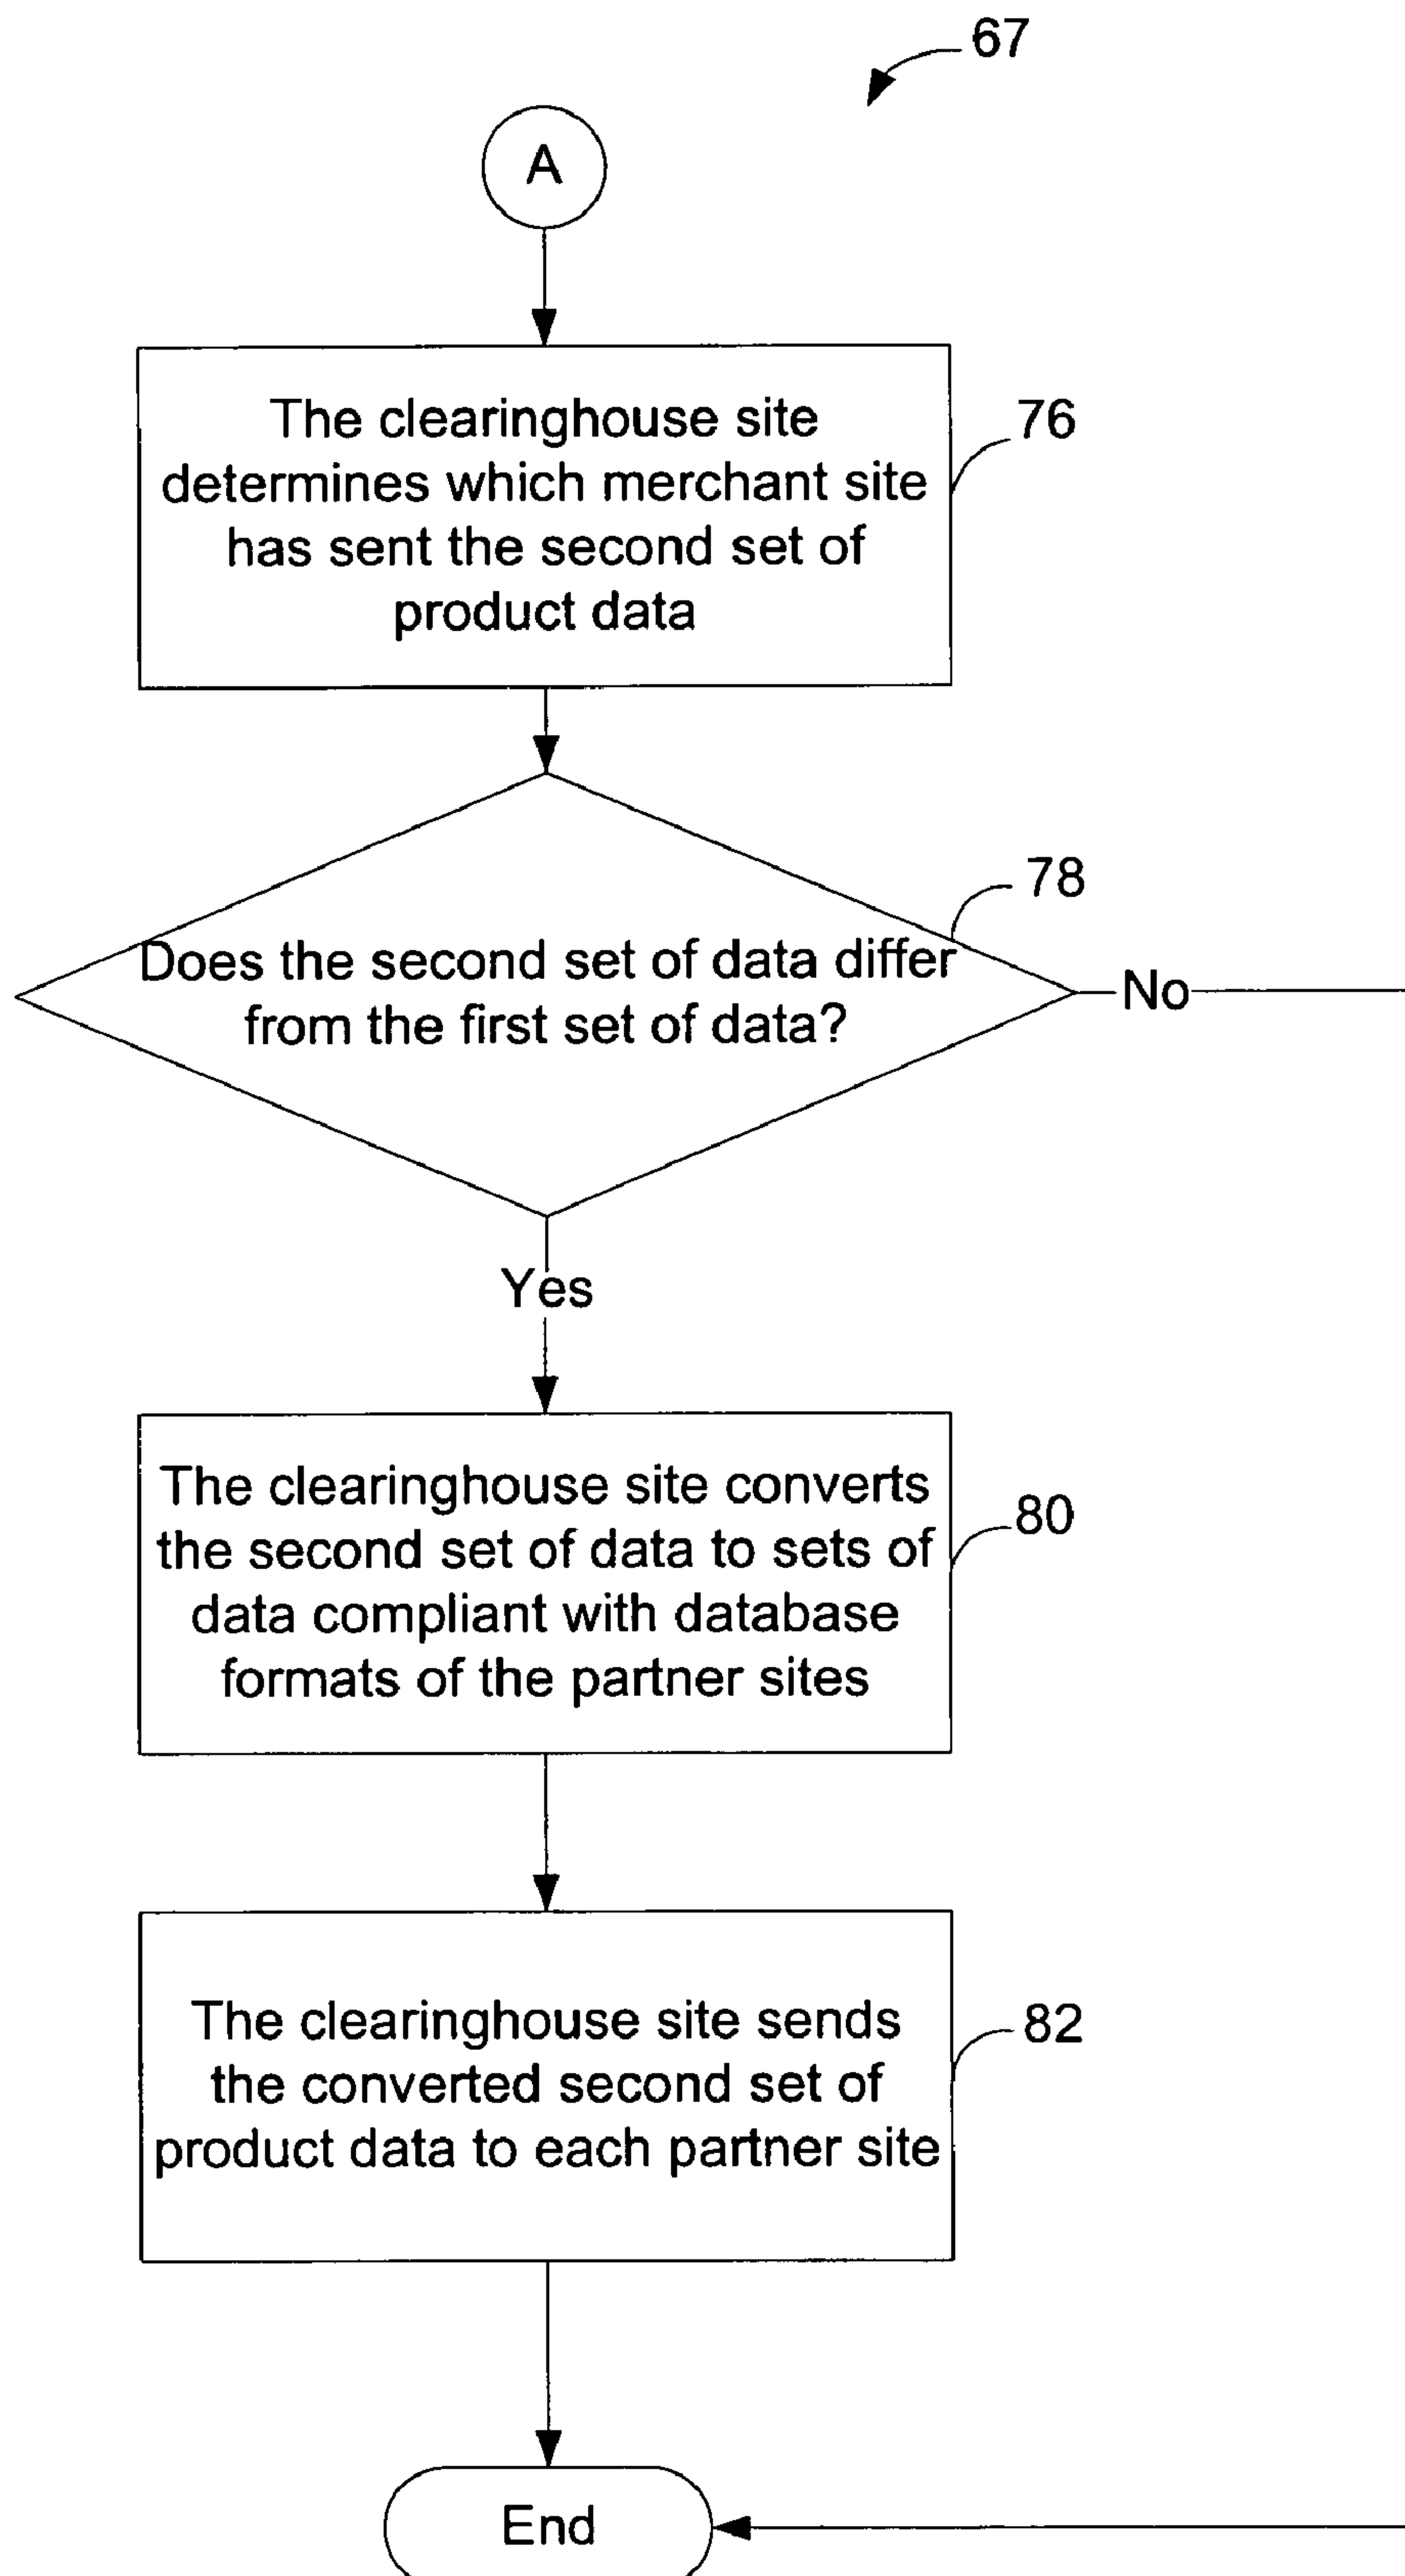 67
A
The clearinghouse site
determines which merchant site
has sent the second set of
product data
76
78
Does the second set of data differ
from the first set of data?
No
Yes
The clearinghouse site converts
the second set of data to sets of
data compliant with database
formats of the partner sites
80
The clearinghouse site sends
the converted second set of
product data to each partner site
82
End